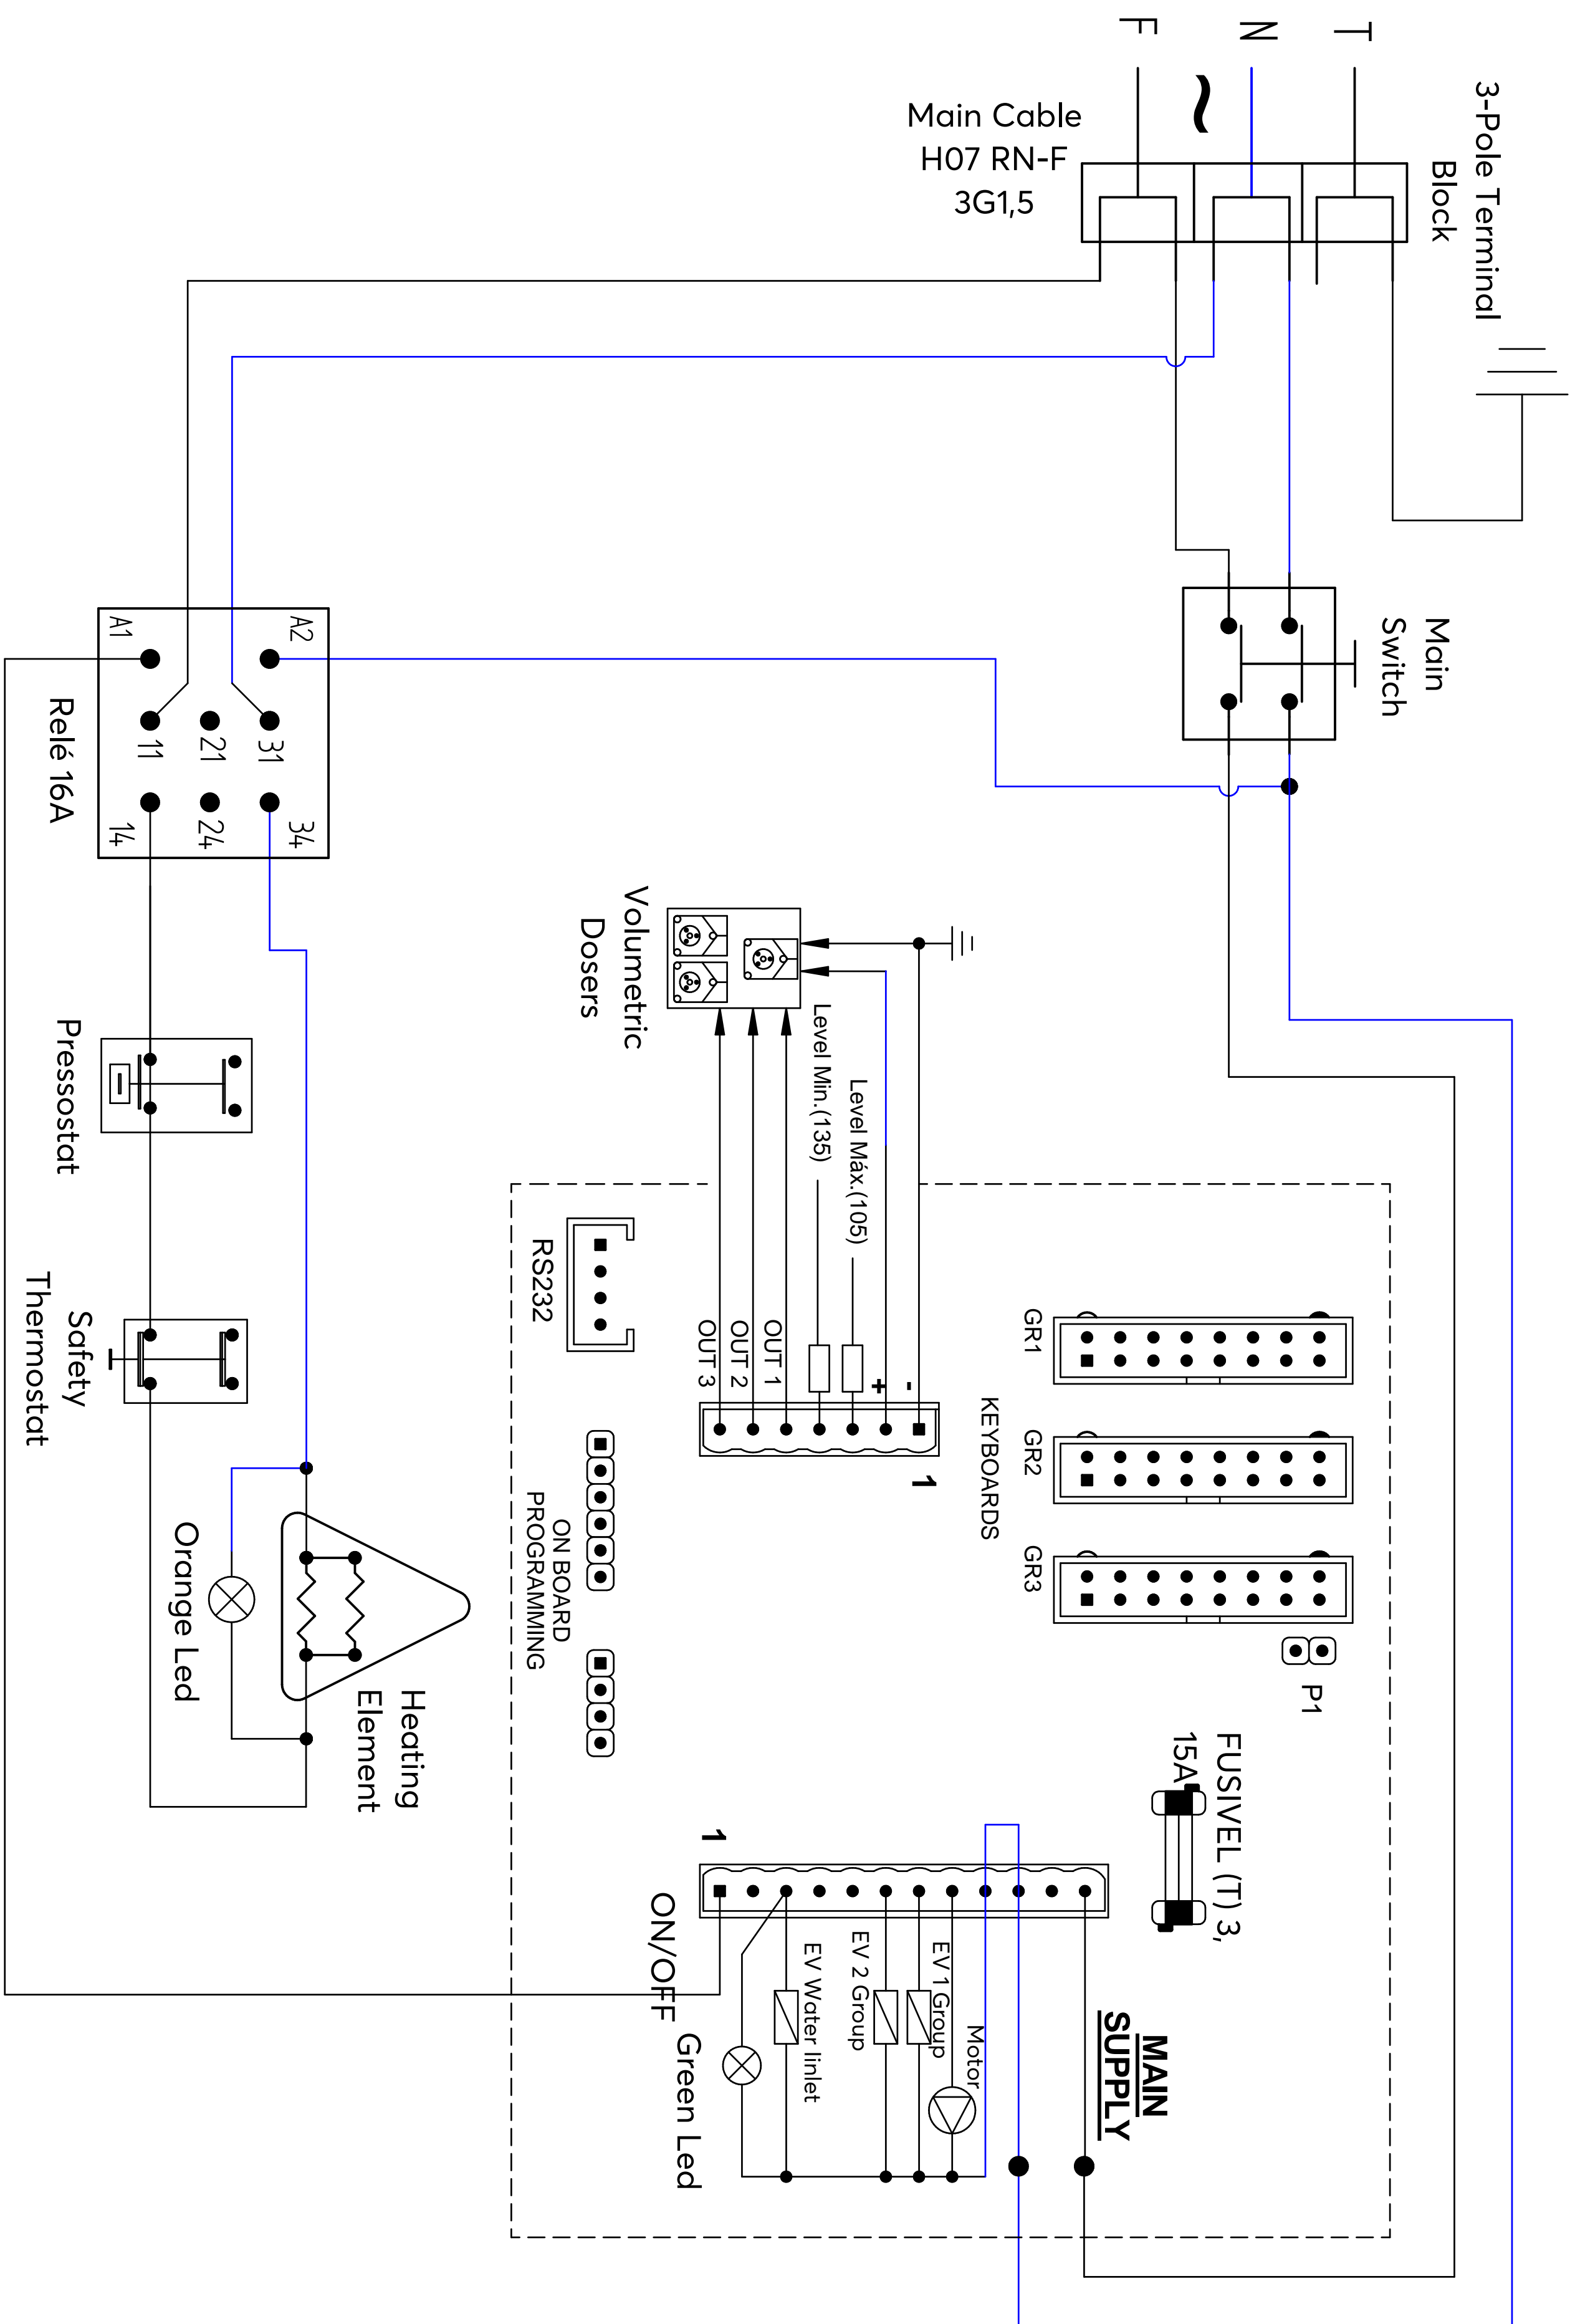 F
N
T
~
Main Cable
H07 RN-F
3G1,5
3-Pole Terminal
Block
Main
Switch
A1
A2
11
21
31
14
24
34
Relé 16A
Volumetric
Dosers
Level Min.(135)
Level Máx.(105)
Pressostat
Safety
Thermostat
RS232
OUT 3
OUT 2
OUT 1
+
-
1
KEYBOARDS
GR1
GR2
GR3
P1
ON BOARD
PROGRAMMING
Orange Led
Heating
Element
FUSIVEL (T) 3,
15A
1
ON/OFF
Green Led
EV Water Iinlet
EV 2 Group
EV 1 Group
Motor
MAIN
SUPPLY